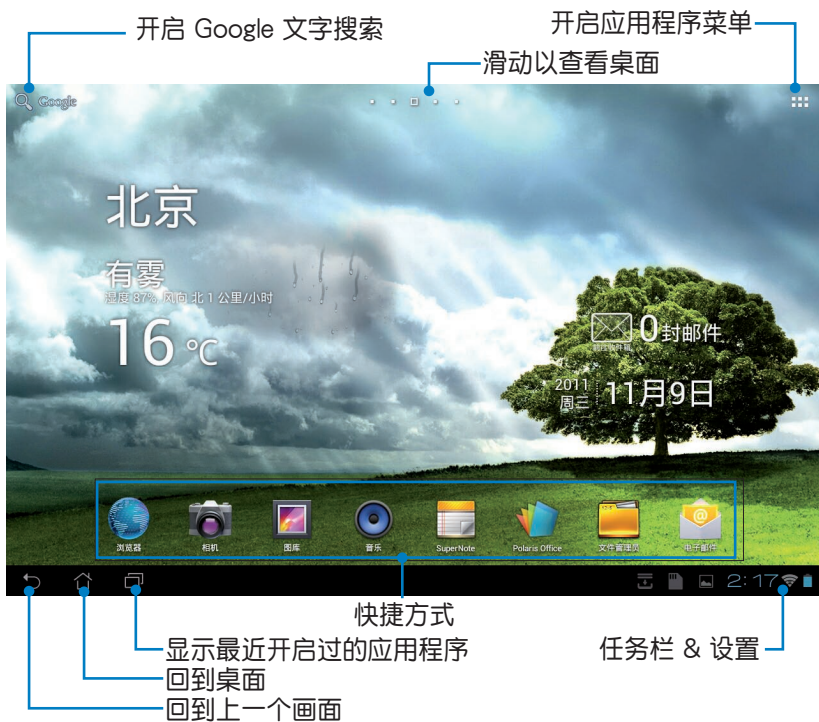 开启 Google 文字搜索
开启应用程序菜单
滑动以查看桌面
Google
北京
有雾
湿度 87%, 风向 北 1 公里/小时
16 °C
0封邮件
2011
周三
11月9日
浏览器
相机
图库
音乐
SuperNote
Polaris Office
文件管理员
电子邮件
2:17
快捷方式
显示最近开启过的应用程序
任务栏 & 设置
回到桌面
回到上一个画面